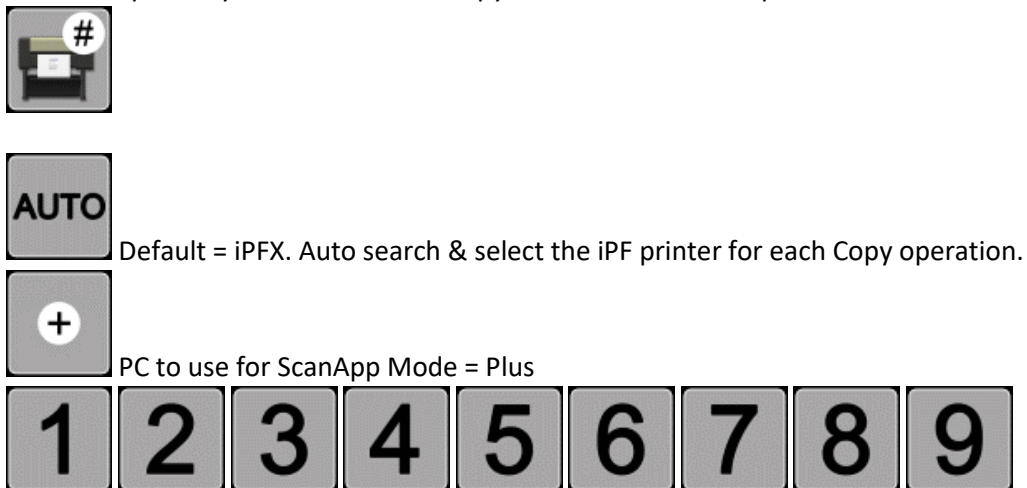 #
AUTO
Default = iPFX. Auto search & select the iPF printer for each Copy operation.
+
PC to use for ScanApp Mode = Plus
1 2 3 4 5 6 7 8 9